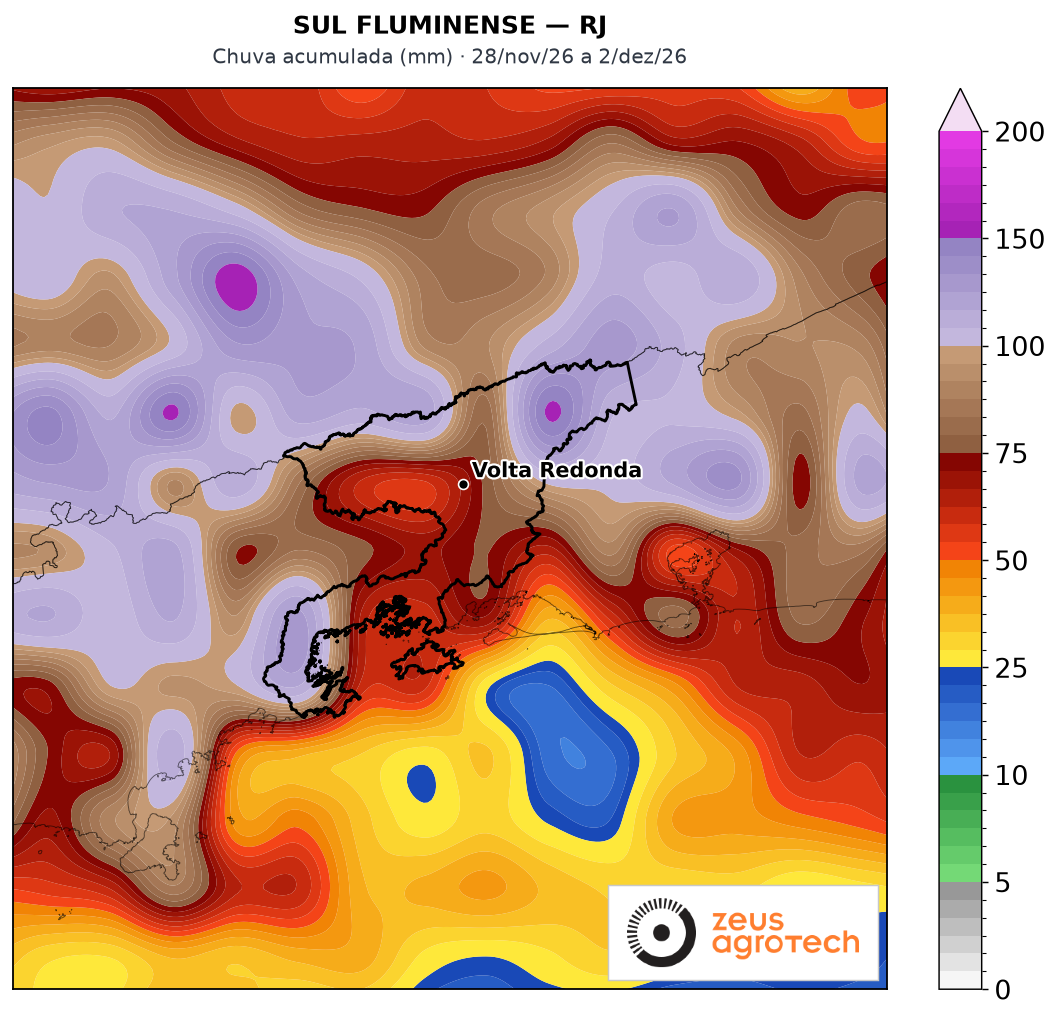 SUL FLUMINENSE — RJ
Chuva acumulada (mm) · 28/nov/26 a 2/dez/26
200
150
100
75
50
25
10
5
0
Volta Redonda
zeus
agrotech